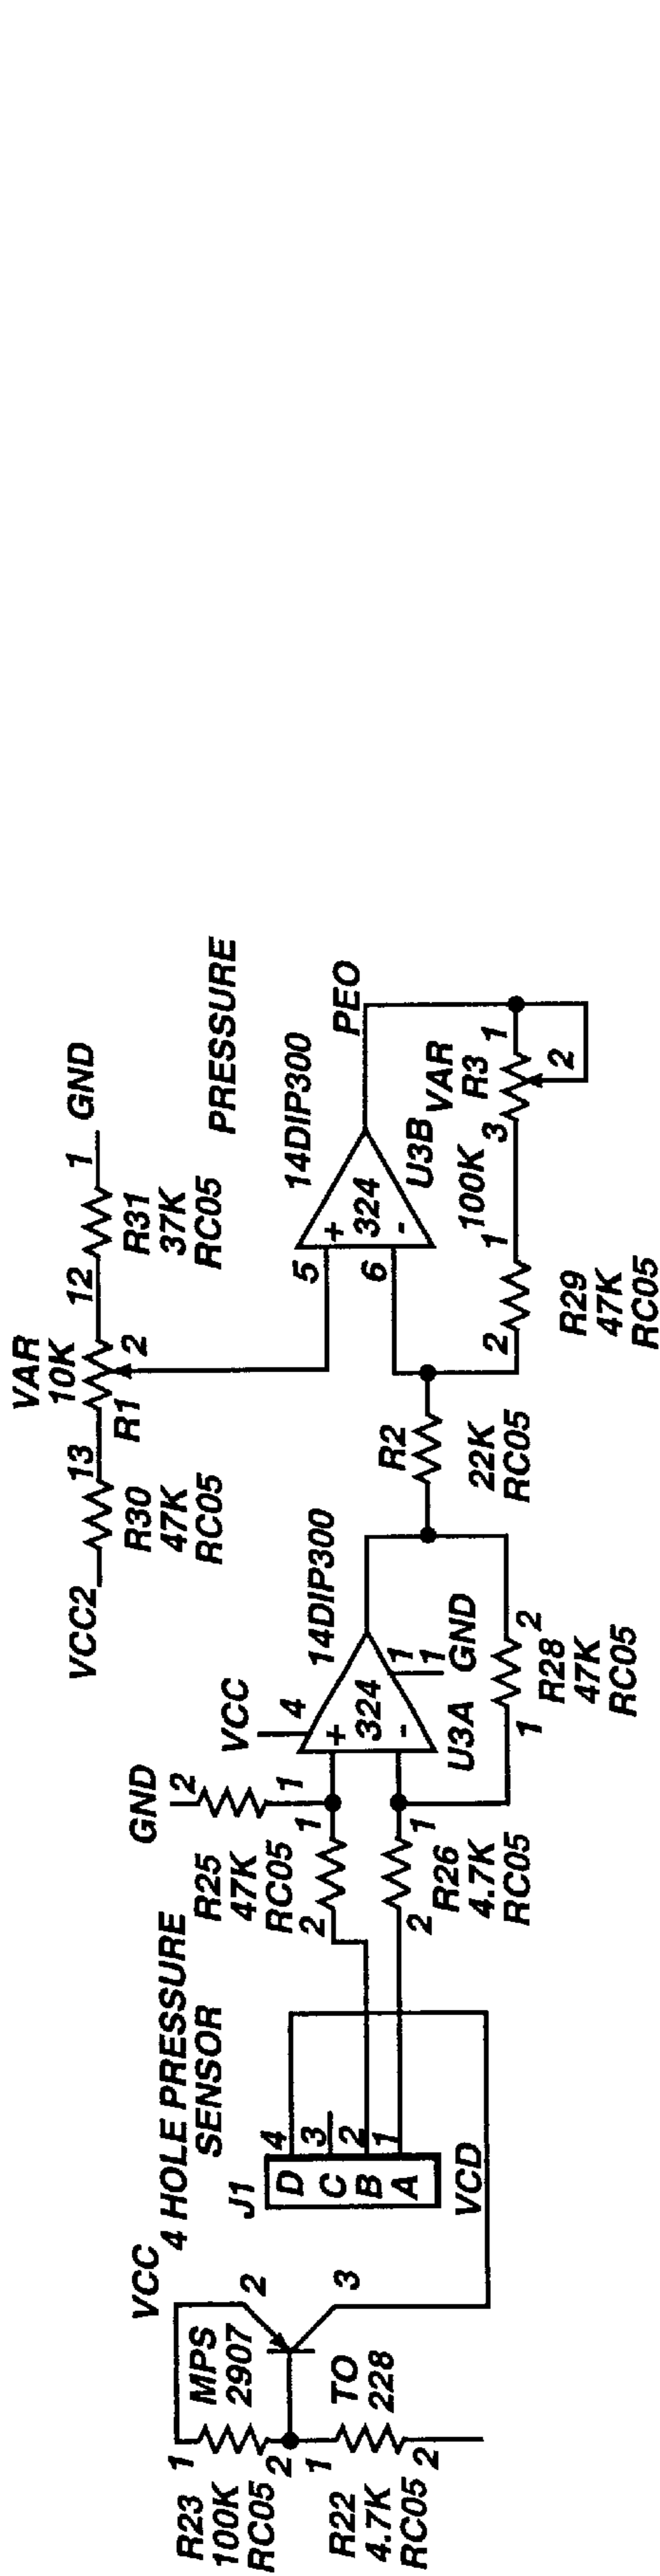 VCC
MPS
2907
2
3
TO
228
1
R23
100K
RC05
2
1
R22
4.7K
RC05
2
4 HOLE PRESSURE
SENSOR
J1
D
C
B
A
4
3
2
1
VCD
GND
2
1
R25
47K
RC05
1
2
1
2
R26
4.7K
RC05
VCC
4
+
324
-
1
1
GND
U3A
14DIP300
1
2
R28
47K
RC05
R2
22K
RC05
VCC2
R30
47K
RC05
13
VAR
10K
R1
2
12
R31
37K
RC05
1
GND
PRESSURE
14DIP300
5
6
+
324
-
U3B
PEO
100K
VAR
R3
3
1
2
1
2
R29
47K
RC05